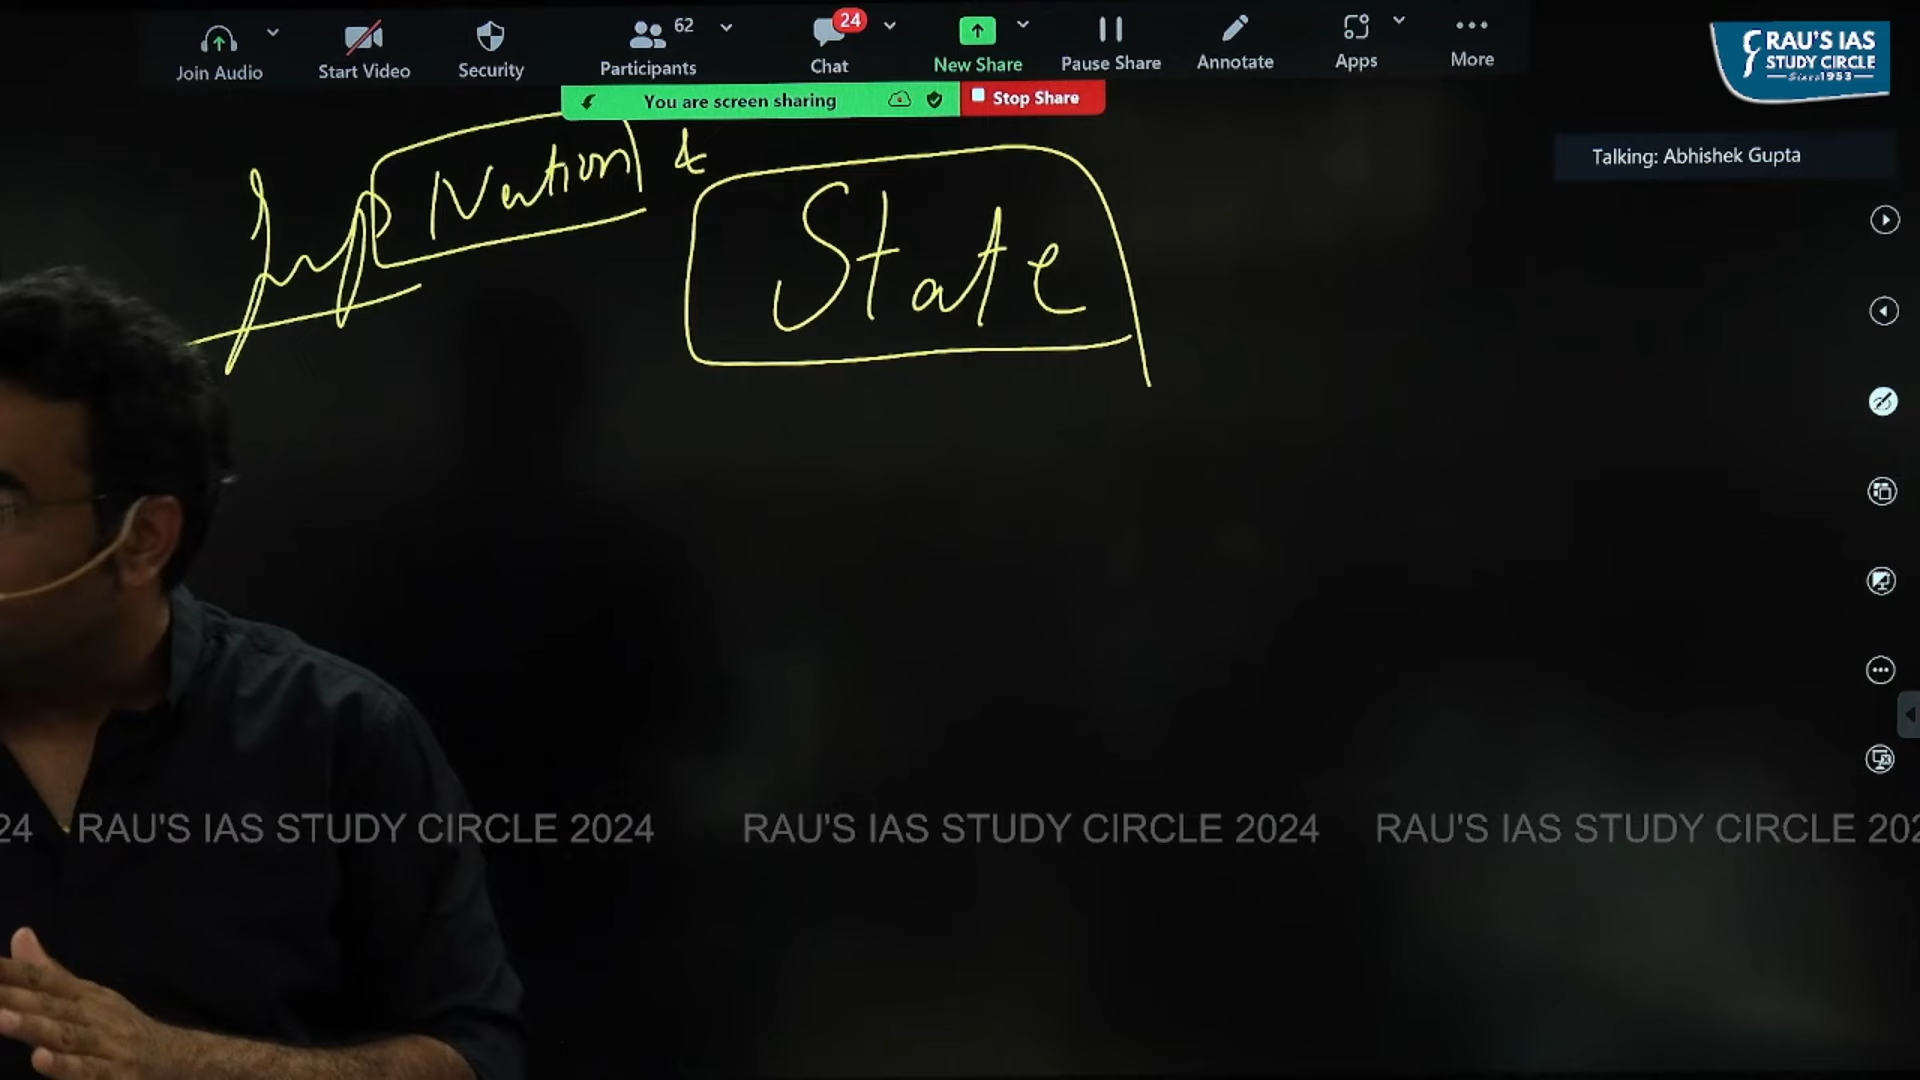 62
24
Join Audio
Start Video
Security
Participants
Chat
New Share
Pause Share
Annotate
Apps
More
RAU'S IAS
STUDY CIRCLE
Since1953
You are screen sharing
Stop Share
Talking: Abhishek Gupta
Imp
Nation &
State
24 RAU'S IAS STUDY CIRCLE 2024 RAU'S IAS STUDY CIRCLE 2024 RAU'S IAS STUDY CIRCLE 202